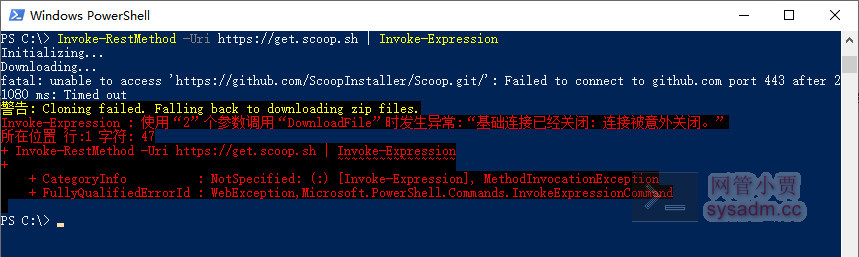 Windows PowerShell
PS C:\> Invoke-RestMethod -Uri https://get.scoop.sh | Invoke-Expression
Initializing...
Downloading...
fatal: unable to access 'https://github.com/ScoopInstaller/Scoop.git/': Failed to connect to github.com port 443 after 2
1080 ms: Timed out
警告: Cloning failed. Falling back to downloading zip files.
Invoke-Expression : 使用“2”个参数调用“DownloadFile”时发生异常:“基础连接已经关闭: 连接被意外关闭。”
所在位置 行:1 字符: 47
+ Invoke-RestMethod -Uri https://get.scoop.sh | Invoke-Expression
+ ~~~~~~~~~~~~~~~~~
+ CategoryInfo : NotSpecified: (:) [Invoke-Expression], MethodInvocationException
+ FullyQualifiedErrorId : WebException,Microsoft.PowerShell.Commands.InvokeExpressionCommand
PS C:\>
网管小贾
sysadm.cc